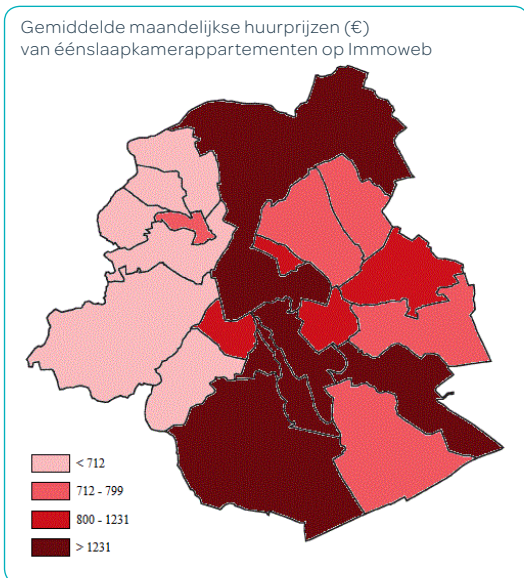 Gemiddelde maandelijkse huurprijzen (€)
van éénslaapkamerappartementen op Immoweb
< 712
712 - 799
800 - 1231
> 1231